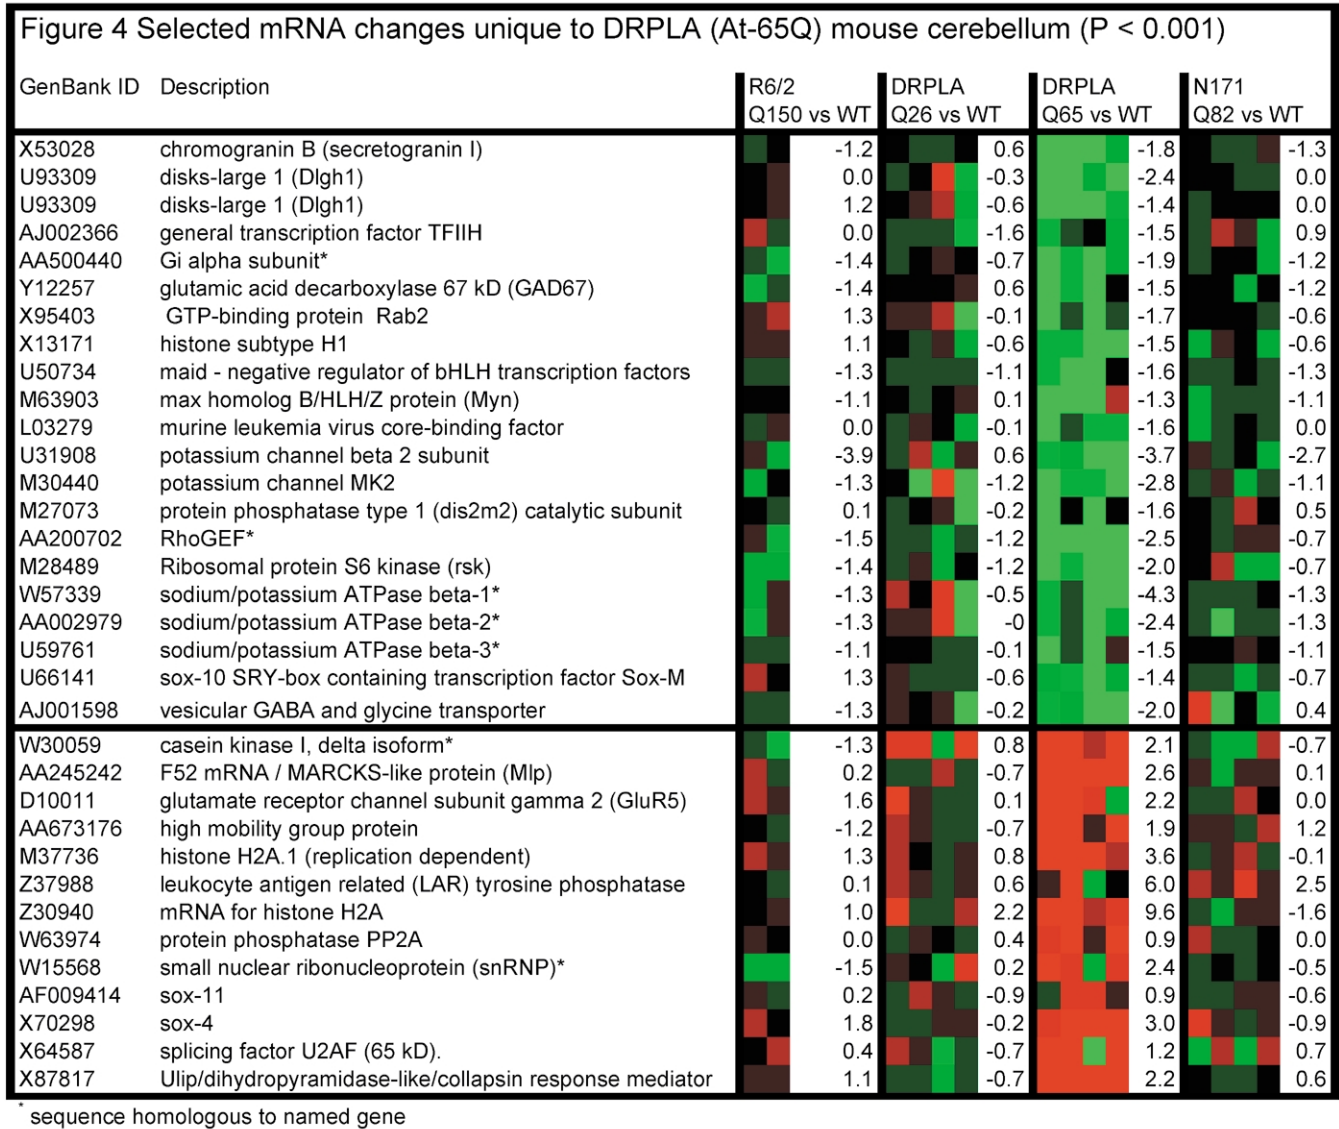 Figure 4 Selected mRNA changes unique to DRPLA (At-65Q) mouse cerebellum (P < 0.001)
GenBank ID Description R6/2 DRPLA DRPLA N171
Q150 vs WT Q26 vs WT Q65 vs WT Q82 vs WT
X53028 chromogranin B (secretogranin I) -1.2 0.6 -1.8 -1.3
U93309 disks-large 1 (Dlgh1) 0.0 -0.3 -2.4 0.0
U93309 disks-large 1 (Dlgh1) 1.2 -0.6 -1.4 0.0
AJ002366 general transcription factor TFIIH 0.0 -1.6 -1.5 0.9
AA500440 Gi alpha subunit* -1.4 -0.7 -1.9 -1.2
Y12257 glutamic acid decarboxylase 67 kD (GAD67) -1.4 0.6 -1.5 -1.2
X95403 GTP-binding protein Rab2 1.3 -0.1 -1.7 -0.6
X13171 histone subtype H1 1.1 -0.6 -1.5 -0.6
U50734 maid - negative regulator of bHLH transcription factors -1.3 -1.1 -1.6 -1.3
M63903 max homolog B/HLH/Z protein (Myn) -1.1 0.1 -1.3 -1.1
L03279 murine leukemia virus core-binding factor 0.0 -0.1 -1.6 0.0
U31908 potassium channel beta 2 subunit -3.9 0.6 -3.7 -2.7
M30440 potassium channel MK2 -1.3 -1.2 -2.8 -1.1
M27073 protein phosphatase type 1 (dis2m2) catalytic subunit 0.1 -0.2 -1.6 0.5
AA200702 RhoGEF* -1.5 -1.2 -2.5 -0.7
M28489 Ribosomal protein S6 kinase (rsk) -1.4 -1.2 -2.0 -0.7
W57339 sodium/potassium ATPase beta-1* -1.3 -0.5 -4.3 -1.3
AA002979 sodium/potassium ATPase beta-2* -1.3 -0 -2.4 -1.3
U59761 sodium/potassium ATPase beta-3* -1.1 -0.1 -1.5 -1.1
U66141 sox-10 SRY-box containing transcription factor Sox-M 1.3 -0.6 -1.4 -0.7
AJ001598 vesicular GABA and glycine transporter -1.3 -0.2 -2.0 0.4
W30059 casein kinase I, delta isoform* -1.3 0.8 2.1 -0.7
AA245242 F52 mRNA / MARCKS-like protein (Mlp) 0.2 -0.7 2.6 0.1
D10011 glutamate receptor channel subunit gamma 2 (GluR5) 1.6 0.1 2.2 0.0
AA673176 high mobility group protein -1.2 -0.7 1.9 1.2
M37736 histone H2A.1 (replication dependent) 1.3 0.8 3.6 -0.1
Z37988 leukocyte antigen related (LAR) tyrosine phosphatase 0.1 0.6 6.0 2.5
Z30940 mRNA for histone H2A 1.0 2.2 9.6 -1.6
W63974 protein phosphatase PP2A 0.0 0.4 0.9 0.0
W15568 small nuclear ribonucleoprotein (snRNP)* -1.5 0.2 2.4 -0.5
AF009414 sox-11 0.2 -0.9 0.9 -0.6
X70298 sox-4 1.8 -0.2 3.0 -0.9
X64587 splicing factor U2AF (65 kD). 0.4 -0.7 1.2 0.7
X87817 Ulip/dihydropyramidase-like/collapsin response mediator 1.1 -0.7 2.2 0.6
* sequence homologous to named gene